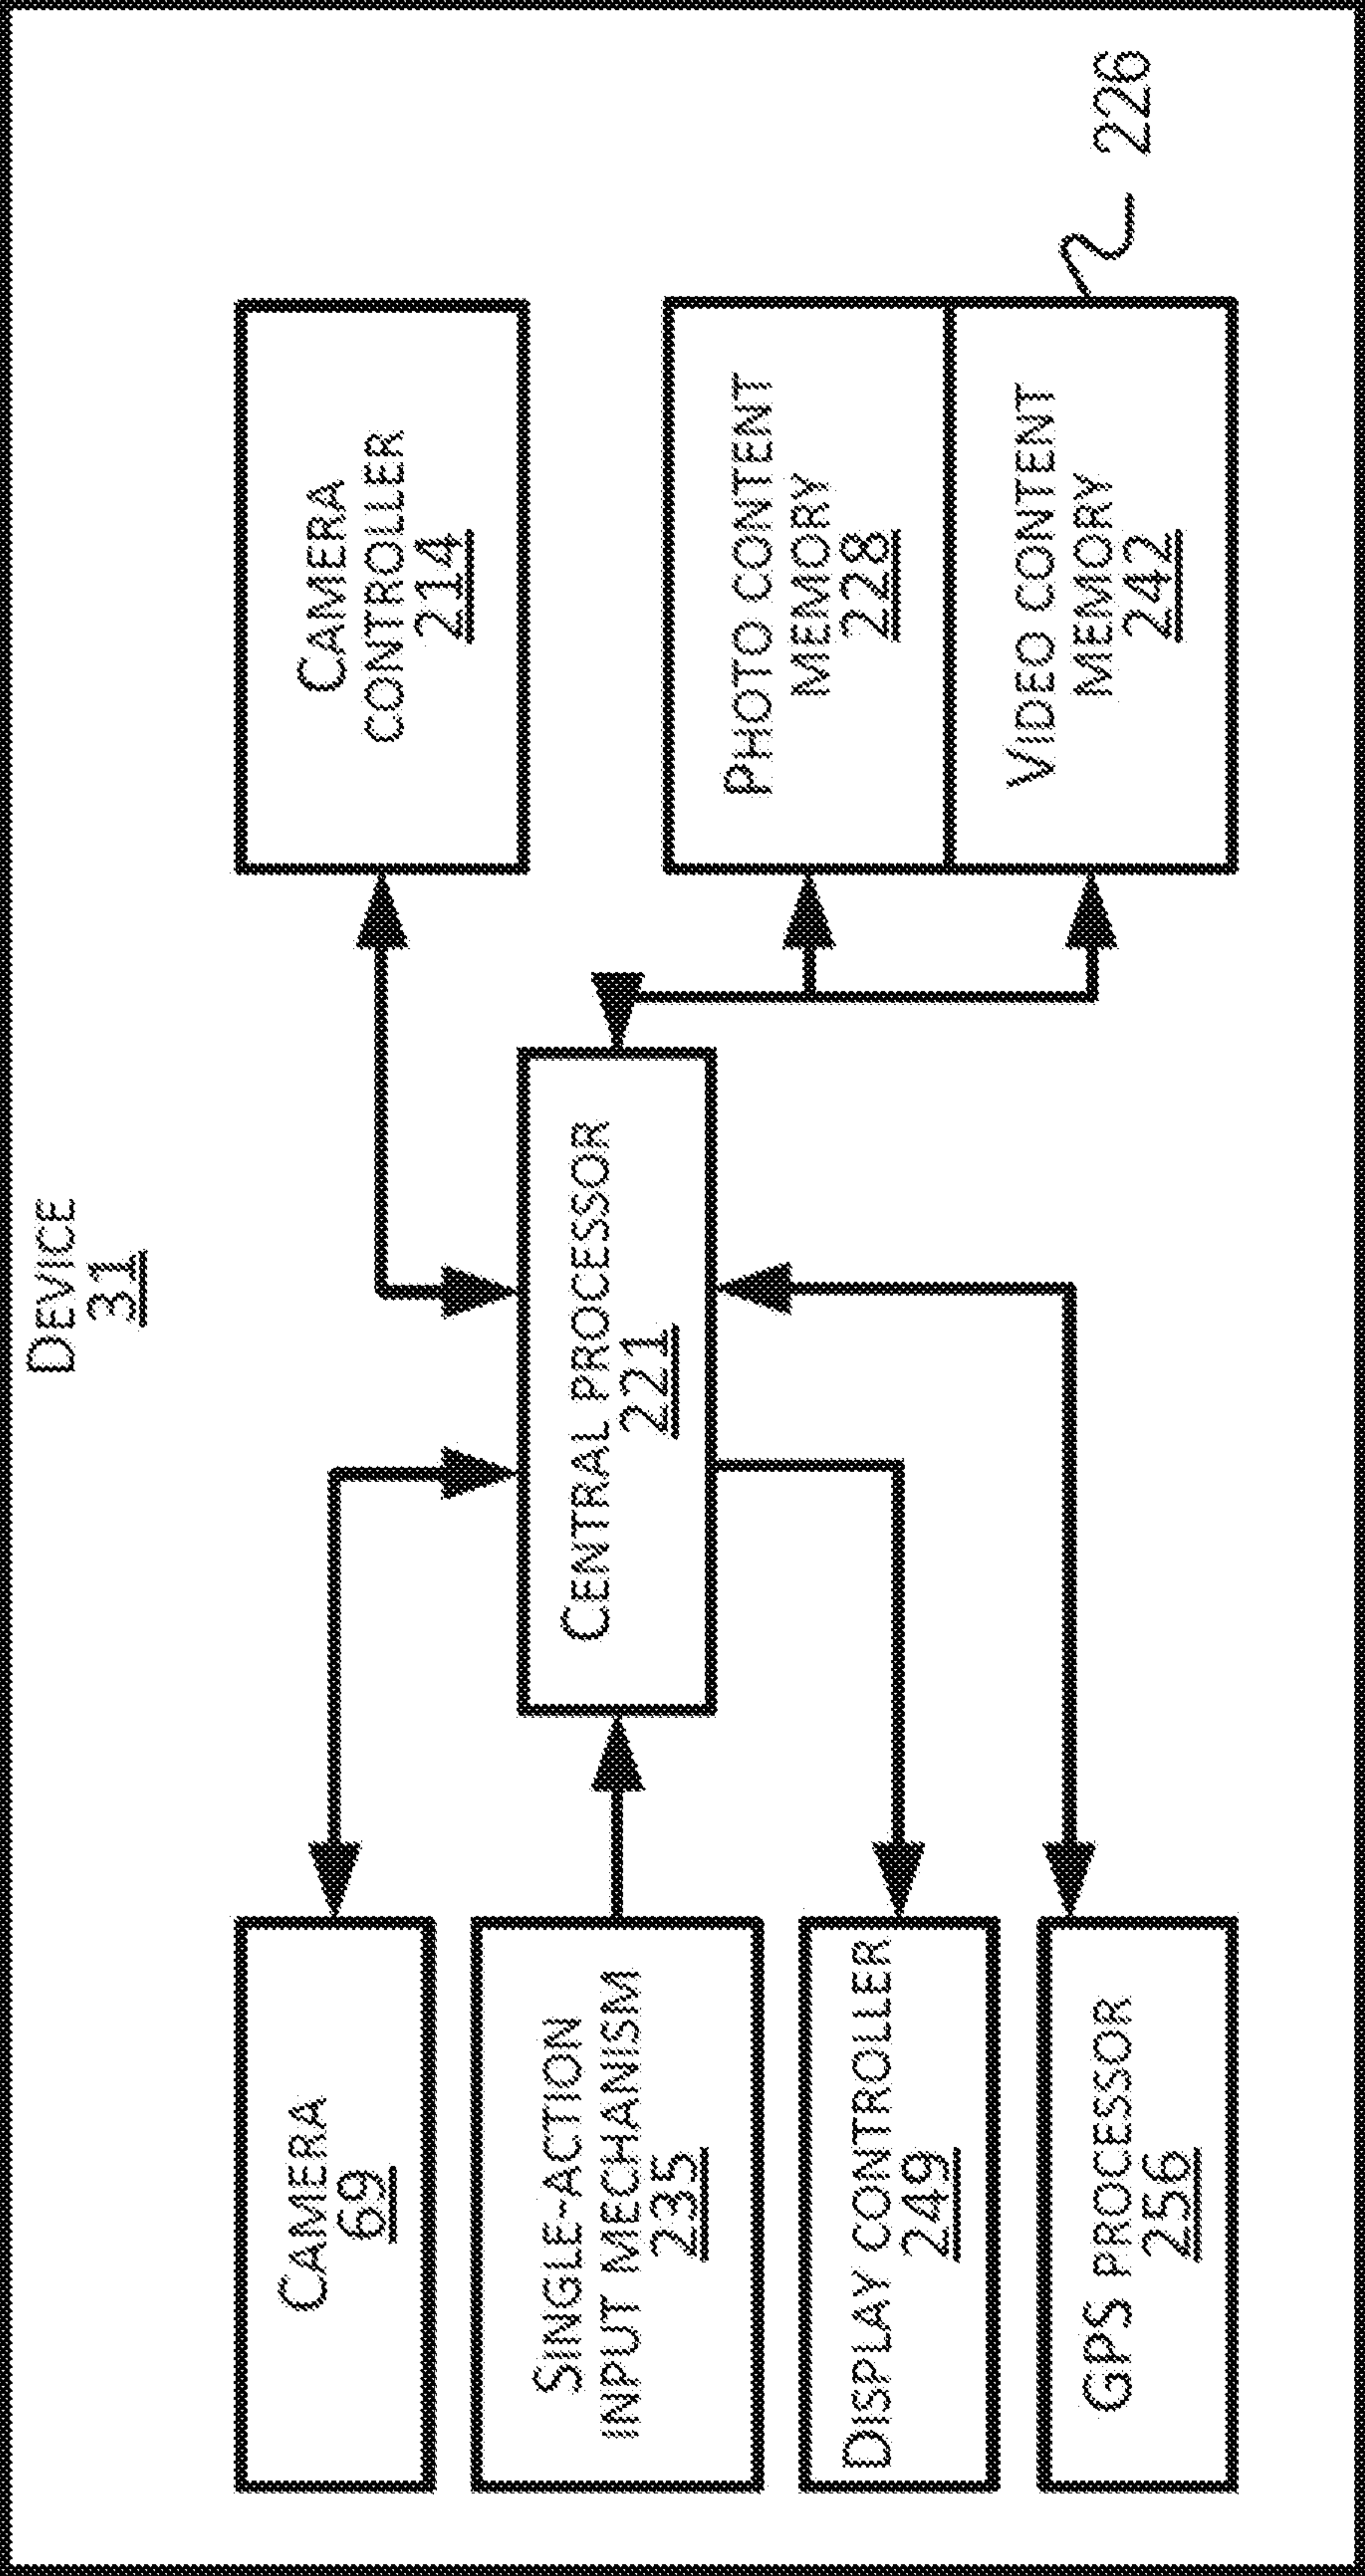 Device
31
Camera
69
Single-action
input mechanism
235
Display controller
249
GPS processor
256
Central processor
221
Camera
controller
214
Photo content
memory
228
Video content
memory
242
226